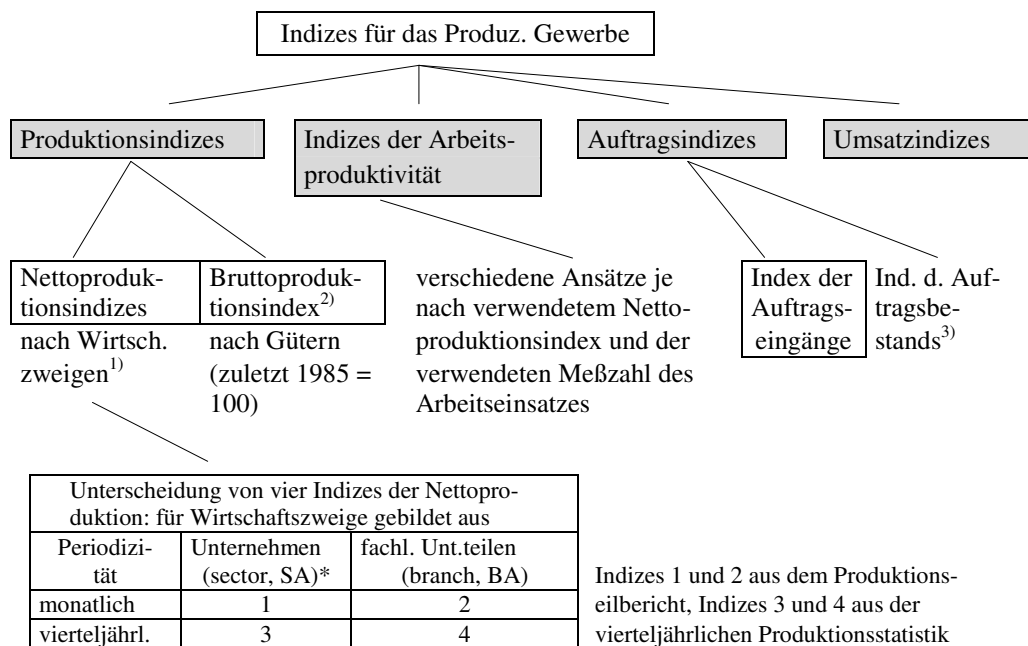 Indizes für das Produz. Gewerbe
Produktionsindizes
Indizes der Arbeits-
produktivität
Auftragsindizes
Umsatzindizes
Nettoproduk-
tionsindizes
nach Wirtsch.
zweigen1)
Bruttoproduk-
tionsindex2)
nach Gütern
(zuletzt 1985 =
100)
verschiedene Ansätze je
nach verwendetem Netto-
produktionsindex und der
verwendeten Meßzahl des
Arbeitseinsatzes
Index der
Auftrags-
eingänge
Ind. d. Auf-
tragsbe-
stands3)
Unterscheidung von vier Indizes der Nettopro-
duktion: für Wirtschaftszweige gebildet aus
Periodizi-
tät
Unternehmen
(sector, SA)*
fachl. Unt.teilen
(branch, BA)
monatlich 1 2
vierteljährl. 3 4
Indizes 1 und 2 aus dem Produktions-
eilbericht, Indizes 3 und 4 aus der
vierteljährlichen Produktionsstatistik